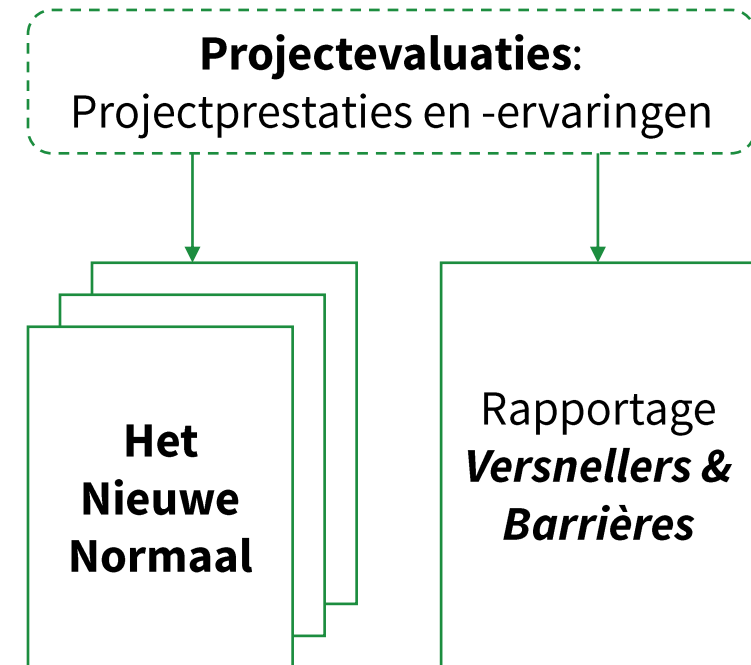 Projectevaluaties:
Projectprestaties en -ervaringen
Het
Nieuwe
Normaal
Rapportage
Versnellers &
Barrières